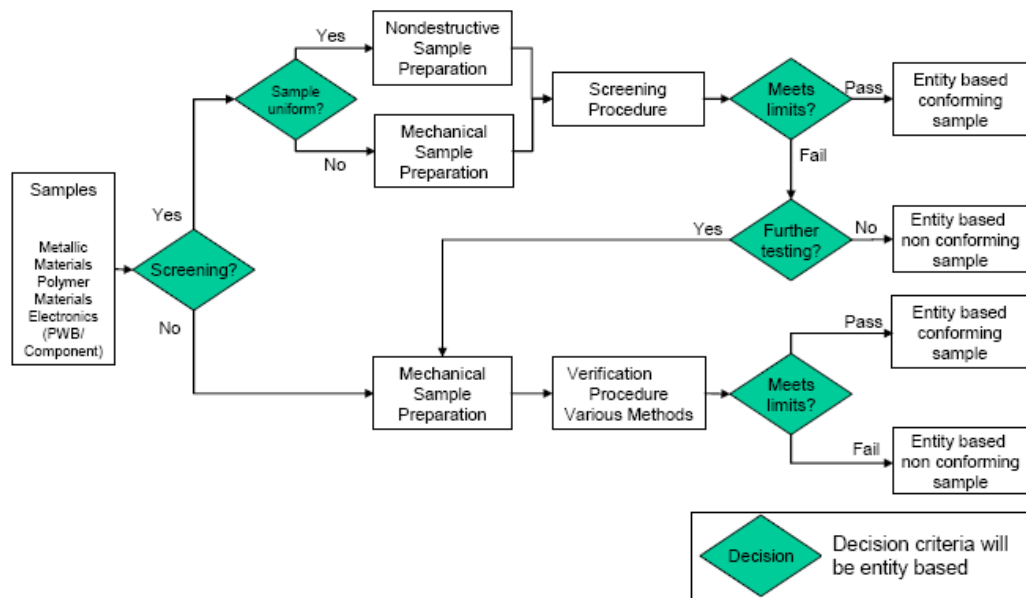 Samples
Metallic
Materials
Polymer
Materials
Electronics
(PWB/
Component)
Screening?
Yes
No
Sample
uniform?
Yes
No
Nondestructive
Sample
Preparation
Mechanical
Sample
Preparation
Screening
Procedure
Meets
limits?
Pass
Fail
Entity based
conforming
sample
Further
testing?
Yes
No
Entity based
non conforming
sample
Mechanical
Sample
Preparation
Verification
Procedure
Various Methods
Meets
limits?
Pass
Fail
Entity based
conforming
sample
Entity based
non conforming
sample
Decision
Decision criteria will
be entity based